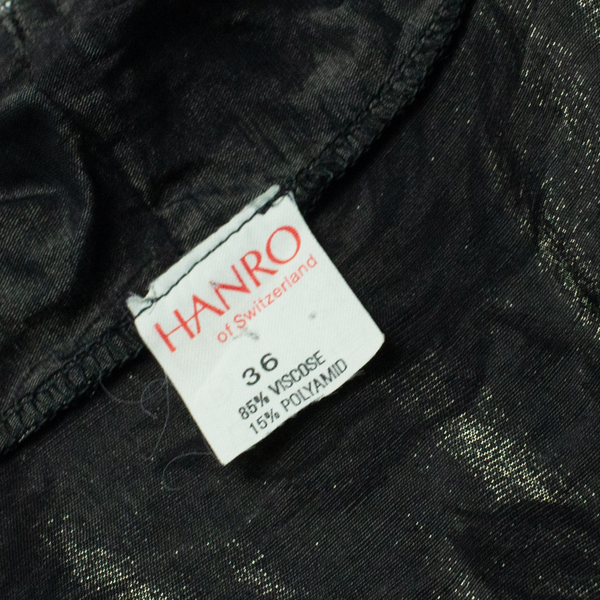 HANRO
of Switzerland
36
85% VISCOSE
15% POLYAMID